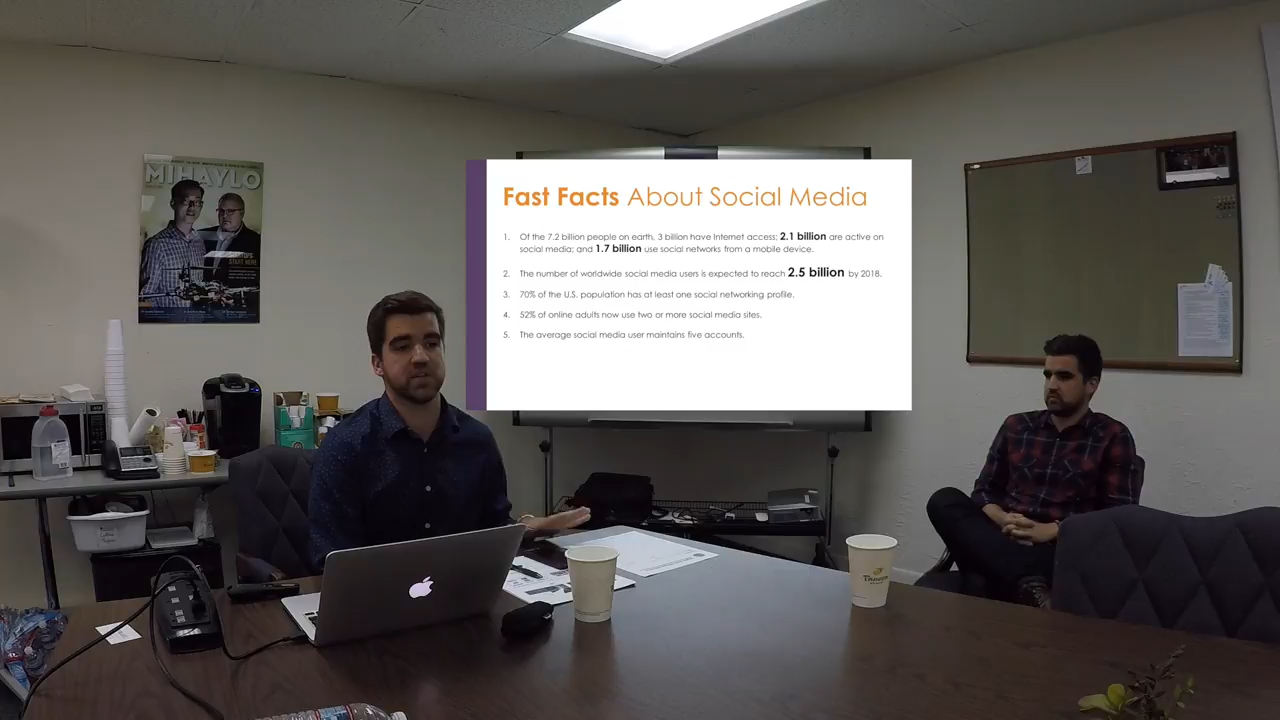 MIHAYLO
Fast Facts About Social Media
1. Of the 7.2 billion people on earth, 3 billion have Internet access; 2.1 billion are active on
social media; and 1.7 billion use social networks from a mobile device.
2. The number of worldwide social media users is expected to reach 2.5 billion by 2018.
3. 70% of the U.S. population has at least one social networking profile.
4. 52% of online adults now use two or more social media sites.
5. The average social media user maintains five accounts.
START HERE